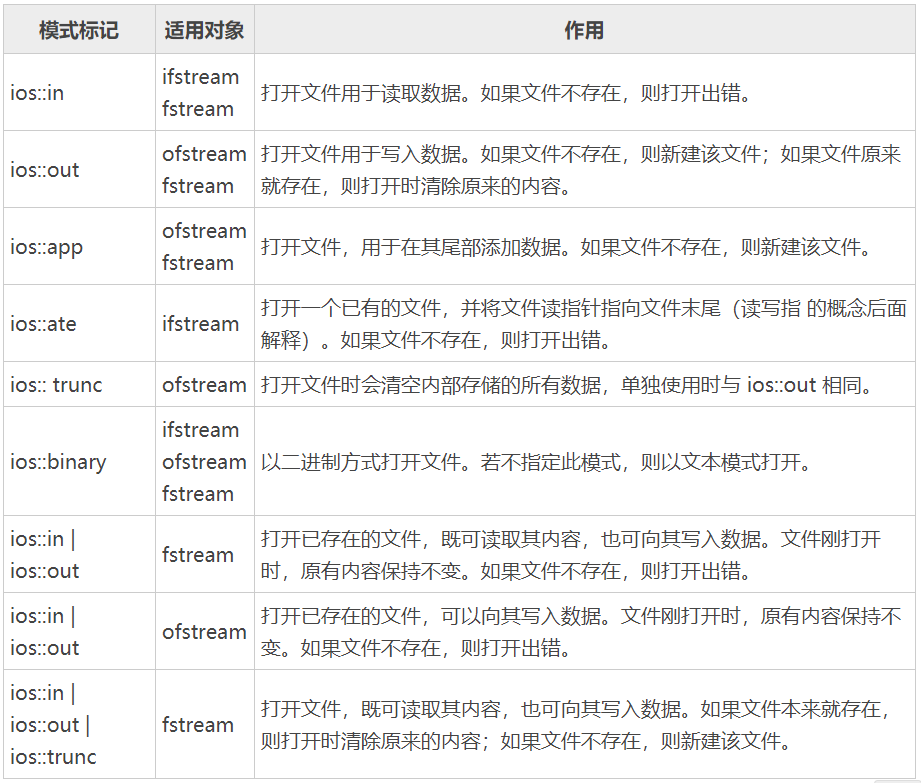 模式标记 适用对象 作用
ios::in
ifstream
fstream
打开文件用于读取数据。如果文件不存在，则打开出错。
ios::out
ofstream
fstream
打开文件用于写入数据。如果文件不存在，则新建该文件；如果文件原来
就存在，则打开时清除原来的内容。
ios::app
ofstream
fstream
打开文件，用于在其尾部添加数据。如果文件不存在，则新建该文件。
ios::ate
ifstream
打开一个已有的文件，并将文件读指针指向文件末尾（读写指 的概念后面
解释）。如果文件不存在，则打开出错。
ios:: trunc
ofstream
打开文件时会清空内部存储的所有数据，单独使用时与 ios::out 相同。
ios::binary
ifstream
ofstream
fstream
以二进制方式打开文件。若不指定此模式，则以文本模式打开。
ios::in |
ios::out
fstream
打开已存在的文件，既可读取其内容，也可向其写入数据。文件刚打开
时，原有内容保持不变。如果文件不存在，则打开出错。
ios::in |
ios::out
ofstream
打开已存在的文件，可以向其写入数据。文件刚打开时，原有内容保持不
变。如果文件不存在，则打开出错。
ios::in |
ios::out |
ios::trunc
fstream
打开文件，既可读取其内容，也可向其写入数据。如果文件本来就存在，
则打开时清除原来的内容；如果文件不存在，则新建该文件。